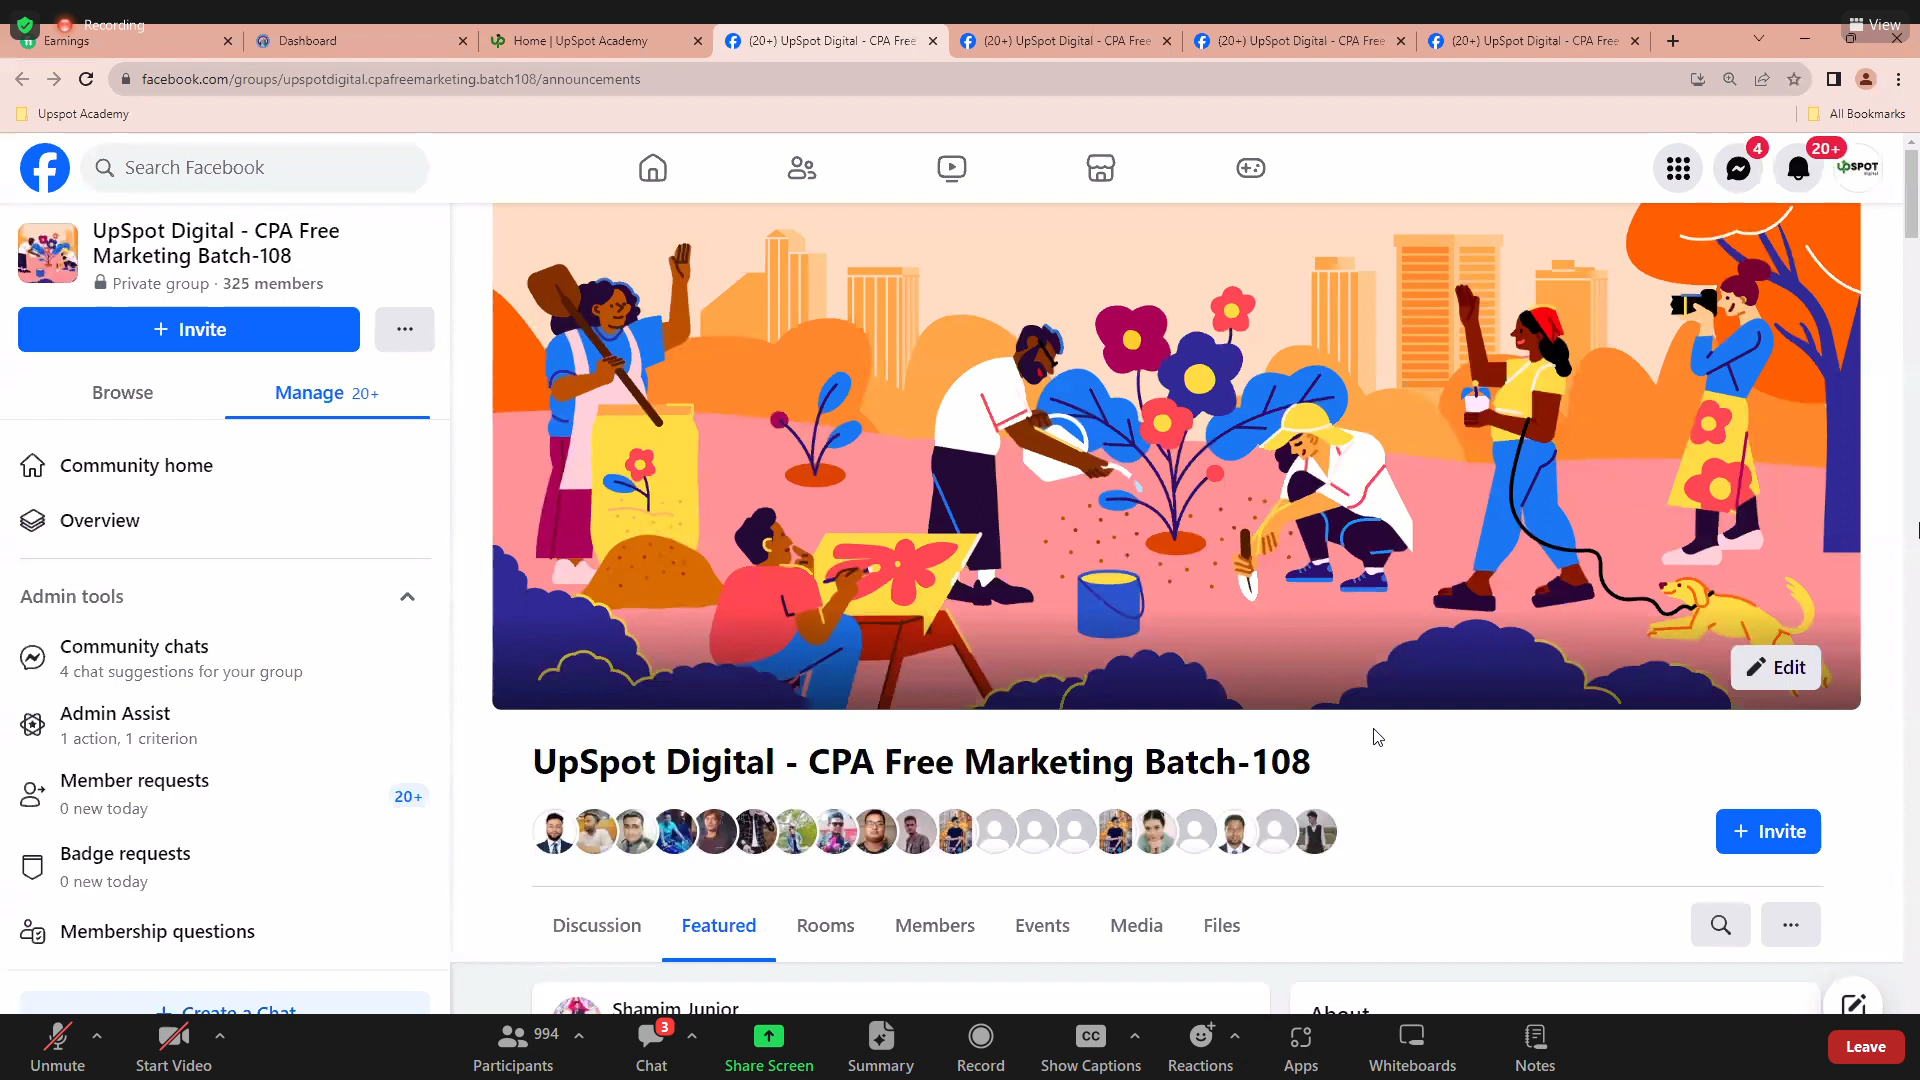 Recording
View
Earnings
Dashboard
Home | UpSpot Academy
(20+) UpSpot Digital - CPA Free
(20+) UpSpot Digital - CPA Free
(20+) UpSpot Digital - CPA Free
(20+) UpSpot Digital - CPA Free
facebook.com/groups/upspotdigital.cpafreemarketing.batch108/announcements
Upspot Academy
All Bookmarks
Search Facebook
4
20+
UPSPOT
UpSpot Digital - CPA Free
Marketing Batch-108
Private group · 325 members
+ Invite
Browse
Manage 20+
Community home
Overview
Admin tools
Community chats
4 chat suggestions for your group
Admin Assist
1 action, 1 criterion
Member requests
0 new today
20+
Badge requests
0 new today
Membership questions
+ Create a Chat
Edit
UpSpot Digital - CPA Free Marketing Batch-108
+ Invite
Discussion
Featured
Rooms
Members
Events
Media
Files
Shamim Junior
About
Unmute
Start Video
994
Participants
3
Chat
Share Screen
Summary
Record
CC
Show Captions
Reactions
Apps
Whiteboards
Notes
Leave